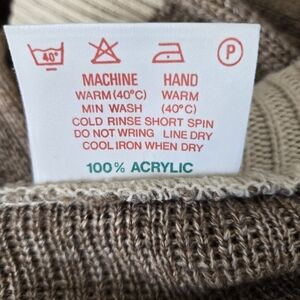 40° P
MACHINE HAND
WARM (40°C) WARM
MIN WASH (40°C)
COLD RINSE SHORT SPIN
DO NOT WRING LINE DRY
COOL IRON WHEN DRY
100% ACRYLIC